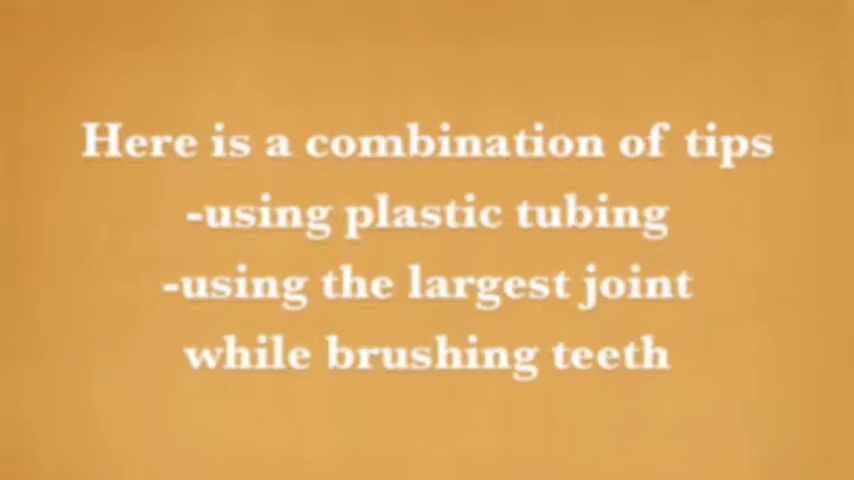 Here is a combination of tips
-using plastic tubing
-using the largest joint
while brushing teeth